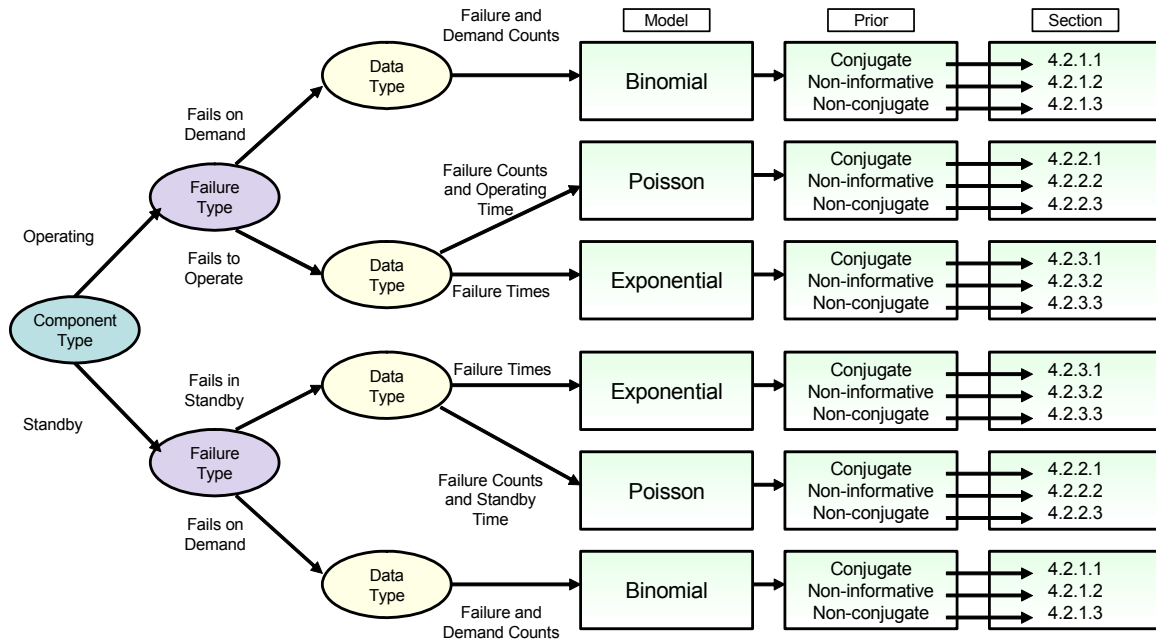 Model
Prior
Section
Failure and
Demand Counts
Data
Type
Binomial
Conjugate
Non-informative
Non-conjugate
4.2.1.1
4.2.1.2
4.2.1.3
Fails on
Demand
Failure
Type
Failure Counts
and Operating
Time
Poisson
Conjugate
Non-informative
Non-conjugate
4.2.2.1
4.2.2.2
4.2.2.3
Operating
Fails to
Operate
Data
Type
Failure Times
Exponential
Conjugate
Non-informative
Non-conjugate
4.2.3.1
4.2.3.2
4.2.3.3
Component
Type
Standby
Fails in
Standby
Data
Type
Failure Times
Exponential
Conjugate
Non-informative
Non-conjugate
4.2.3.1
4.2.3.2
4.2.3.3
Failure
Type
Failure Counts
and Standby
Time
Poisson
Conjugate
Non-informative
Non-conjugate
4.2.2.1
4.2.2.2
4.2.2.3
Fails on
Demand
Data
Type
Failure and
Demand Counts
Binomial
Conjugate
Non-informative
Non-conjugate
4.2.1.1
4.2.1.2
4.2.1.3